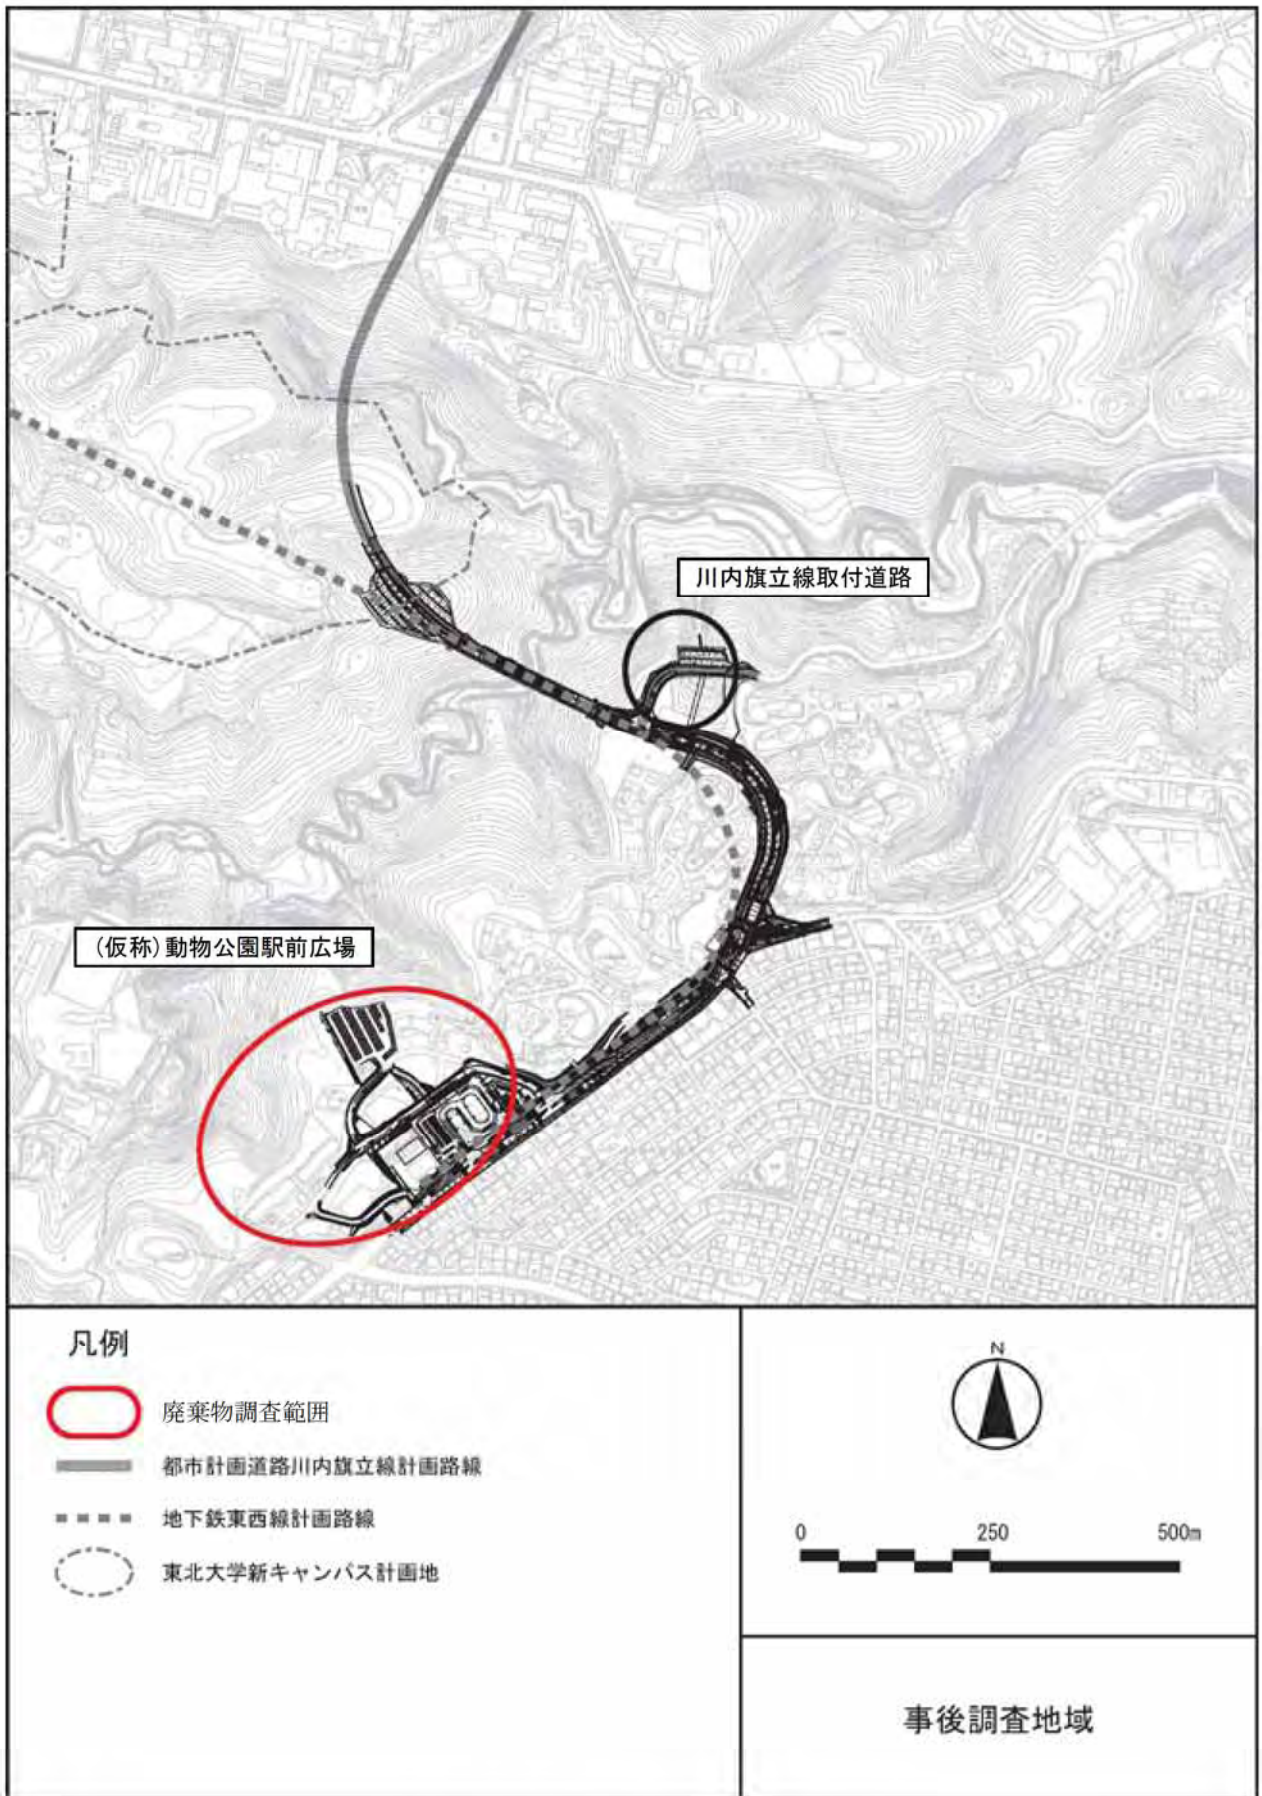 川内旗立線取付道路
（仮称）動物公園駅前広場
凡例
廃棄物調査範囲
都市計画道路川内旗立線計画路線
地下鉄東西線計画路線
東北大学新キャンパス計画地
N
0 250 500m
事後調査地域